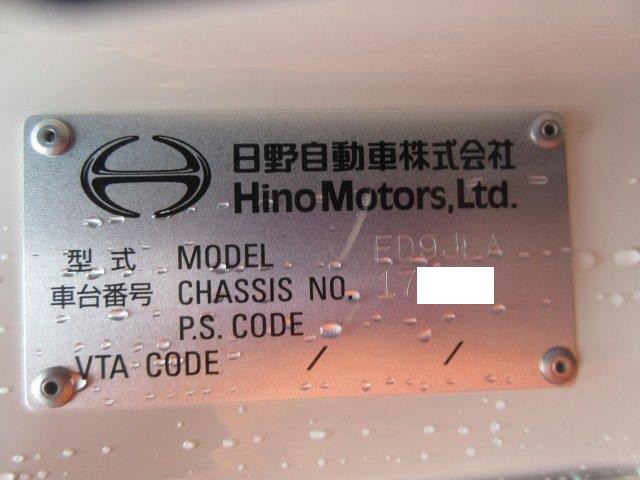 日野自動車株式会社
Hino Motors, Ltd.
型式 MODEL ED9JLA
車台番号 CHASSIS NO. 17
P.S. CODE
VTA CODE / /